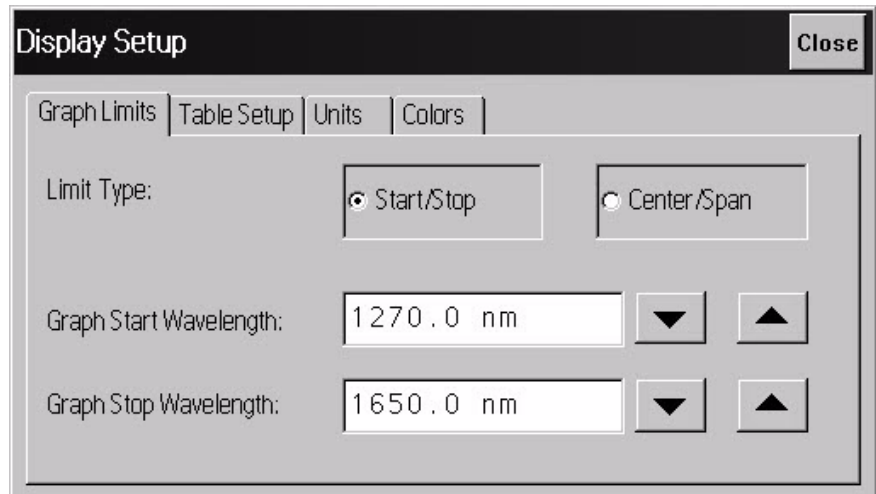 Display Setup
Close
Graph Limits Table Setup Units Colors
Limit Type: Start/Stop Center/Span
Graph Start Wavelength: 1270.0 nm
Graph Stop Wavelength: 1650.0 nm